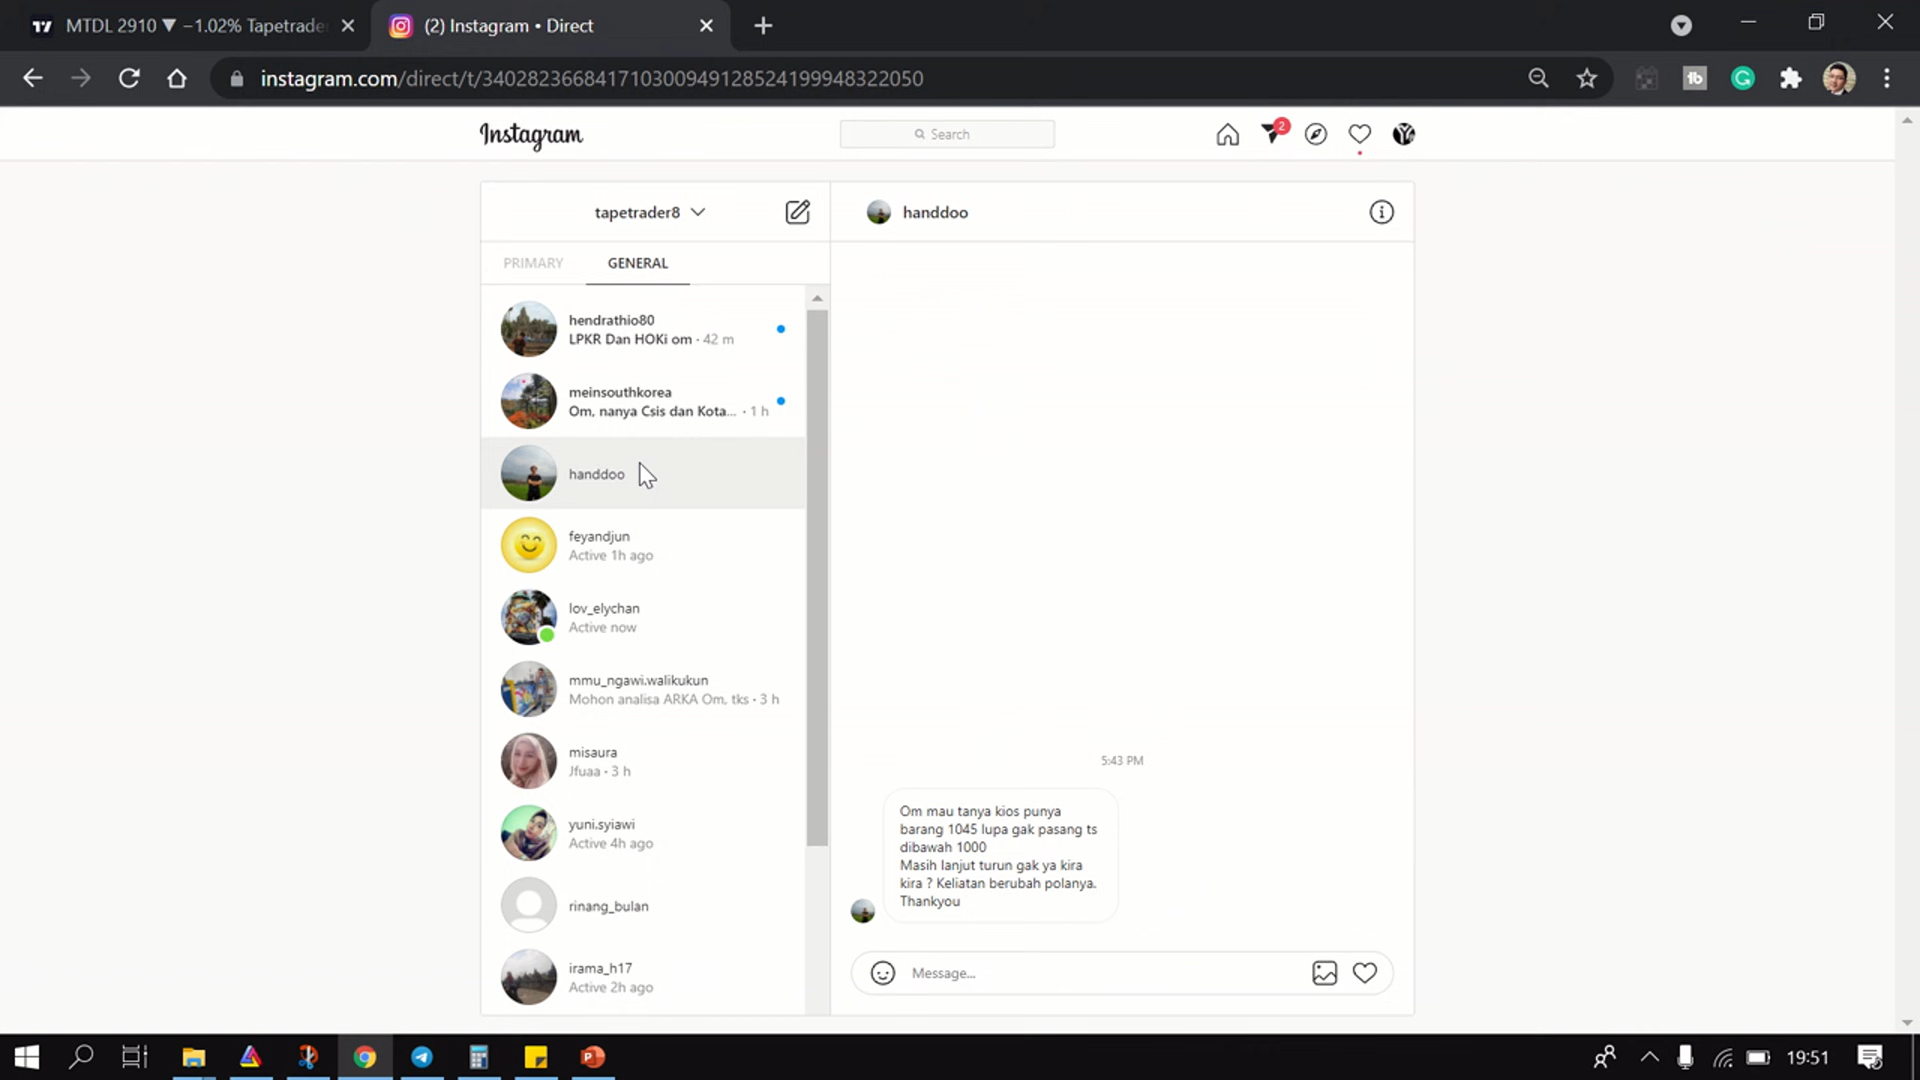 MTDL 2910 ▼ −1.02% Tapetrade
(2) Instagram • Direct
instagram.com/direct/t/340282366841710300949128524199948322050
Instagram
Search
2
tapetrader8
handdoo
PRIMARY
GENERAL
hendrathio80
LPKR Dan HOKi om · 42 m
meinsouthkorea
Om, nanya Csis dan Kota... · 1 h
handdoo
feyandjun
Active 1h ago
lov_elychan
Active now
mmu_ngawi.walikukun
Mohon analisa ARKA Om, tks · 3 h
misaura
Jfuaa · 3 h
yuni.syiawi
Active 4h ago
rinang_bulan
irama_h17
Active 2h ago
5:43 PM
Om mau tanya kios punya
barang 1045 lupa gak pasang ts
dibawah 1000
Masih lanjut turun gak ya kira
kira ? Keliatan berubah polanya.
Thankyou
Message...
19:51